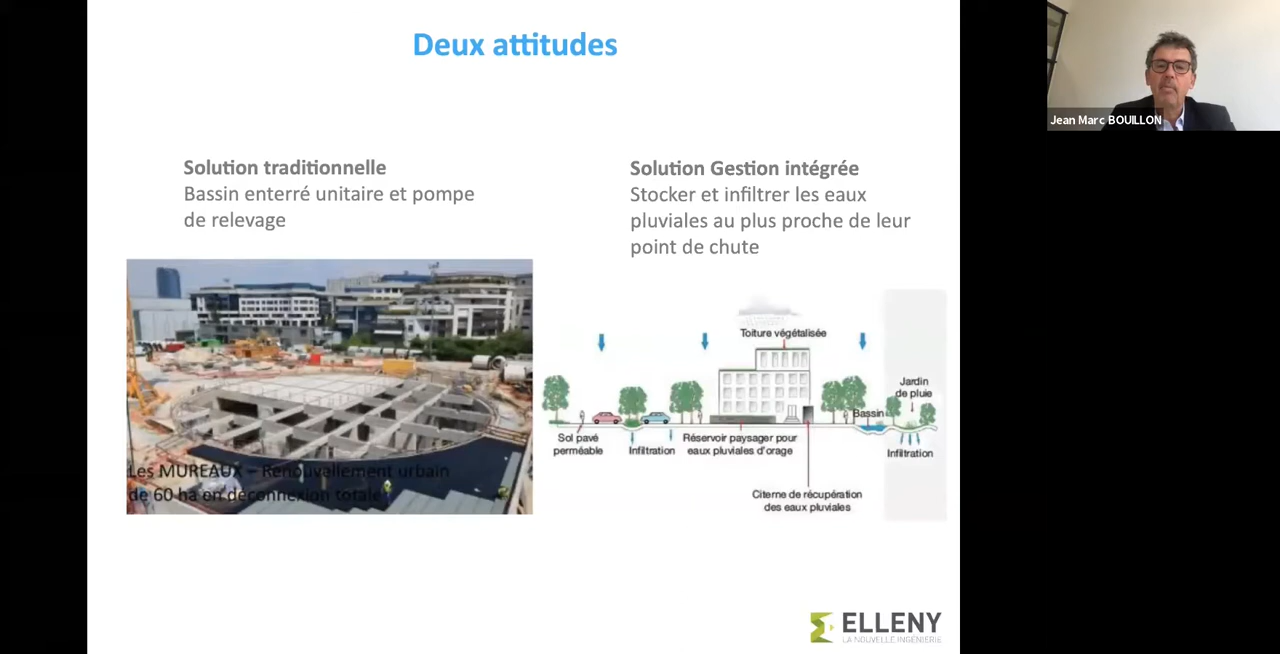 Deux attitudes
Jean Marc BOUILLON
Solution traditionnelle
Bassin enterré unitaire et pompe
de relevage
Solution Gestion intégrée
Stocker et infiltrer les eaux
pluviales au plus proche de leur
point de chute
Les MUREAUX – Renouvellement urbain
de 60 ha en déconnexion totale
Toiture végétalisée
Jardin
de pluie
Bassin
Sol pavé
perméable
Infiltration
Réservoir paysager pour
eaux pluviales d'orage
Infiltration
Citerne de récupération
des eaux pluviales
ELLENY
LA NOUVELLE INGÉNIERIE